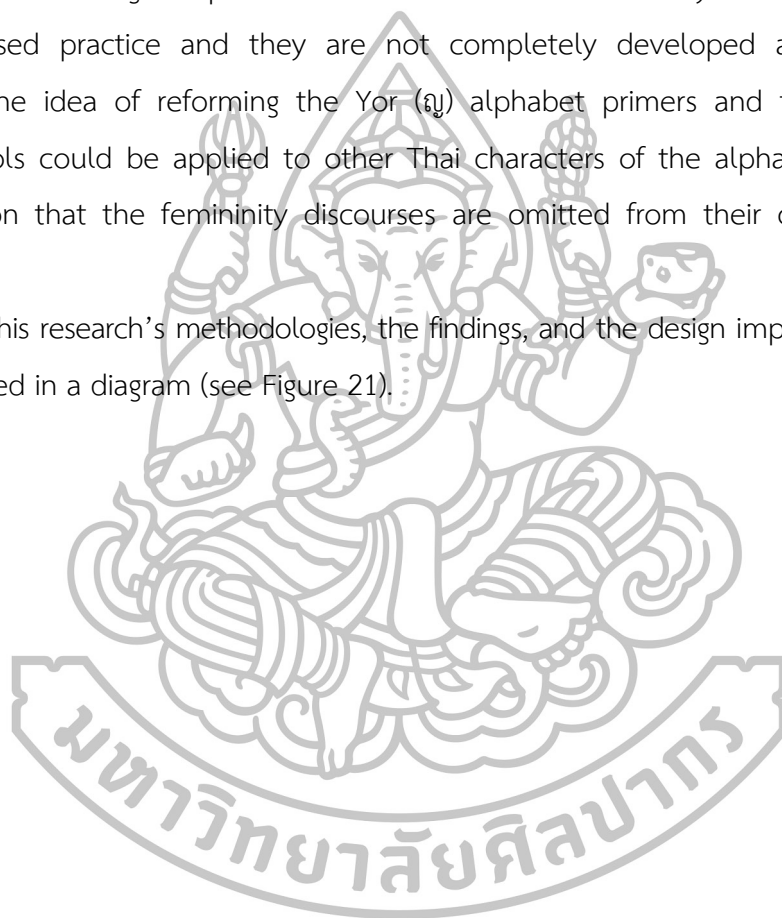 sed practice and they are not completely developed a
ne idea of reforming the Yor (ญ) alphabet primers and
ols could be applied to other Thai characters of the alpha
on that the femininity discourses are omitted from their
his research's methodologies, the findings, and the design imp
ed in a diagram (see Figure 21).
มหาวิทยาลัยศิลปากร